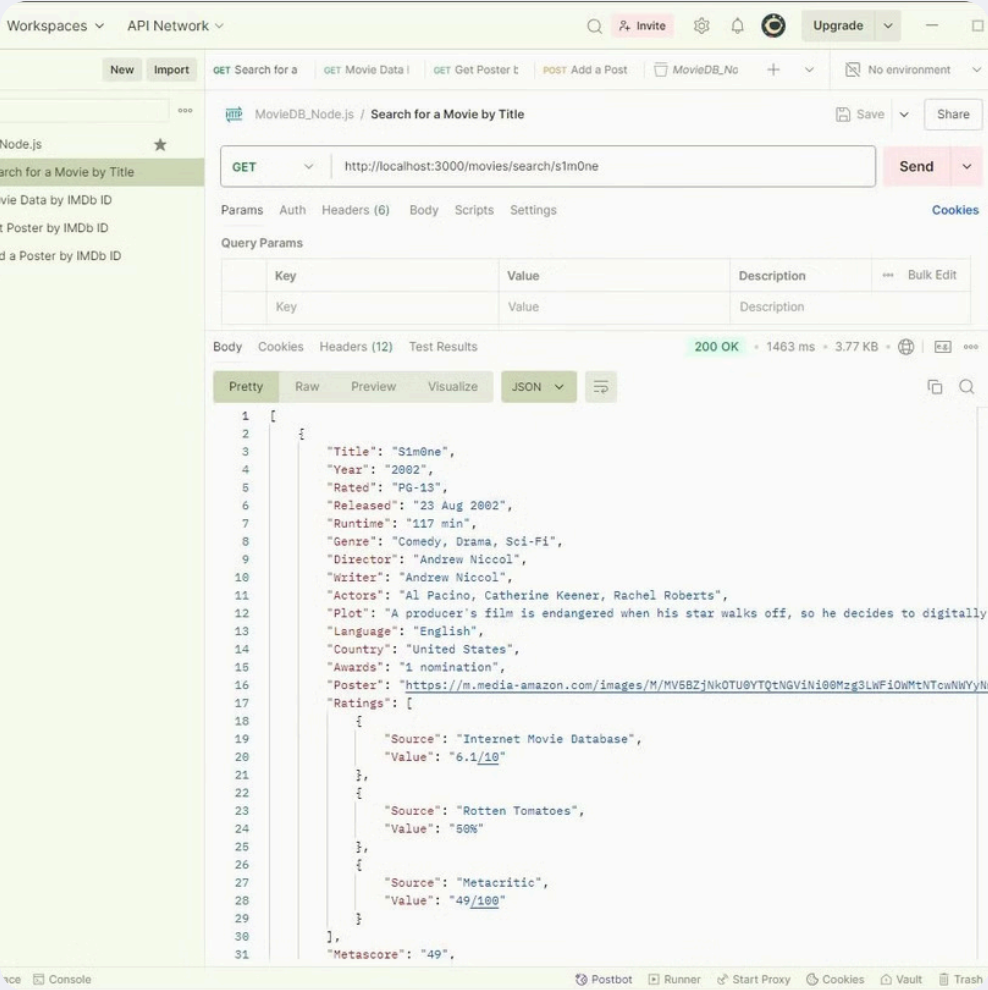 Workspaces API Network Invite Upgrade
New Import GET Search for a GET Movie Data GET Get Poster POST Add a Post MovieDB_No No environment
MovieDB_Node.js / Search for a Movie by Title Save Share
Node.js
arch for a Movie by Title
GET http://localhost:3000/movies/search/s1m0ne Send
vie Data by IMDb ID
t Poster by IMDb ID
d a Poster by IMDb ID
Params Auth Headers (6) Body Scripts Settings Cookies
Query Params
Key Value Description Bulk Edit
Key Value Description
Body Cookies Headers (12) Test Results 200 OK • 1463 ms • 3.77 KB •
Pretty Raw Preview Visualize JSON
1 [
2 {
3 "Title": "S1m0ne",
4 "Year": "2002",
5 "Rated": "PG-13",
6 "Released": "23 Aug 2002",
7 "Runtime": "117 min",
8 "Genre": "Comedy, Drama, Sci-Fi",
9 "Director": "Andrew Niccol",
10 "Writer": "Andrew Niccol",
11 "Actors": "Al Pacino, Catherine Keener, Rachel Roberts",
12 "Plot": "A producer's film is endangered when his star walks off, so he decides to digitally
13 "Language": "English",
14 "Country": "United States",
15 "Awards": "1 nomination",
16 "Poster":
17 "Ratings": [
18 {
19 "Source": "Internet Movie Database",
20 "Value": "6.1/10"
21 },
22 {
23 "Source": "Rotten Tomatoes",
24 "Value": "50%"
25 },
26 {
27 "Source": "Metacritic",
28 "Value": "49/100"
29 }
30 ],
31 "Metascore": "49",
Console Postbot Runner Start Proxy Cookies Vault Trash